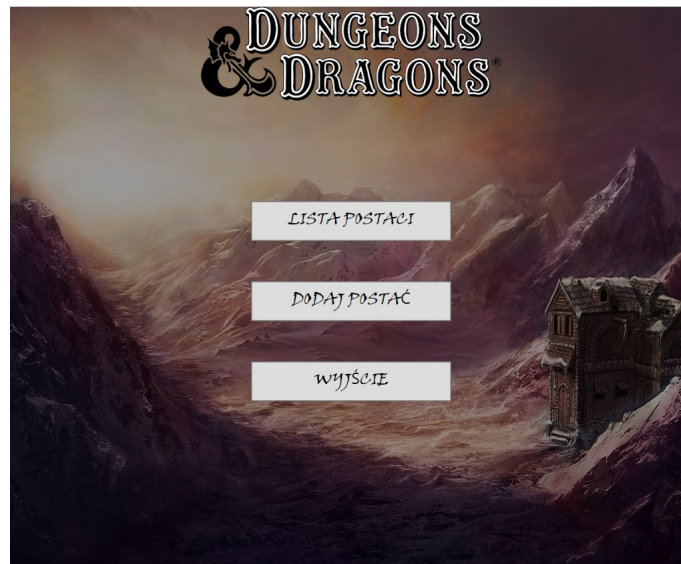 DUNGEONS
& DRAGONS®
LISTA POSTACI
DODAJ POSTAĆ
WYJŚCIE